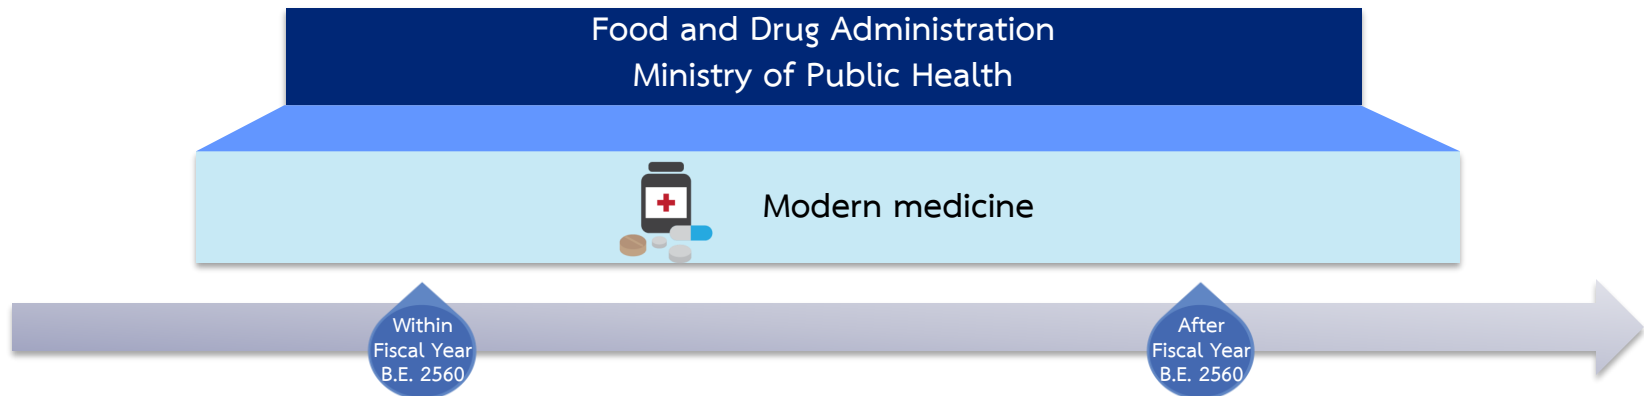 Food and Drug Administration
Ministry of Public Health
Modern medicine
Within
Fiscal Year
B.E. 2560
After
Fiscal Year
B.E. 2560